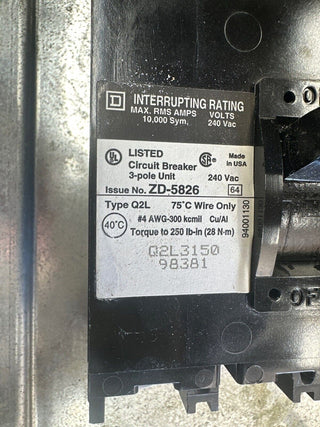 INTERRUPTING RATING
MAX. RMS AMPS VOLTS
10,000 Sym. 240 Vac
UL LISTED Made in USA
Circuit Breaker
3-pole Unit 240 Vac
Issue No. ZD-5826 64
Type Q2L 75°C Wire Only
40°C #4 AWG-300 kcmil Cu/Al
Torque to 250 lb-in (28 N·m)
Q2L3150
98381
94001130